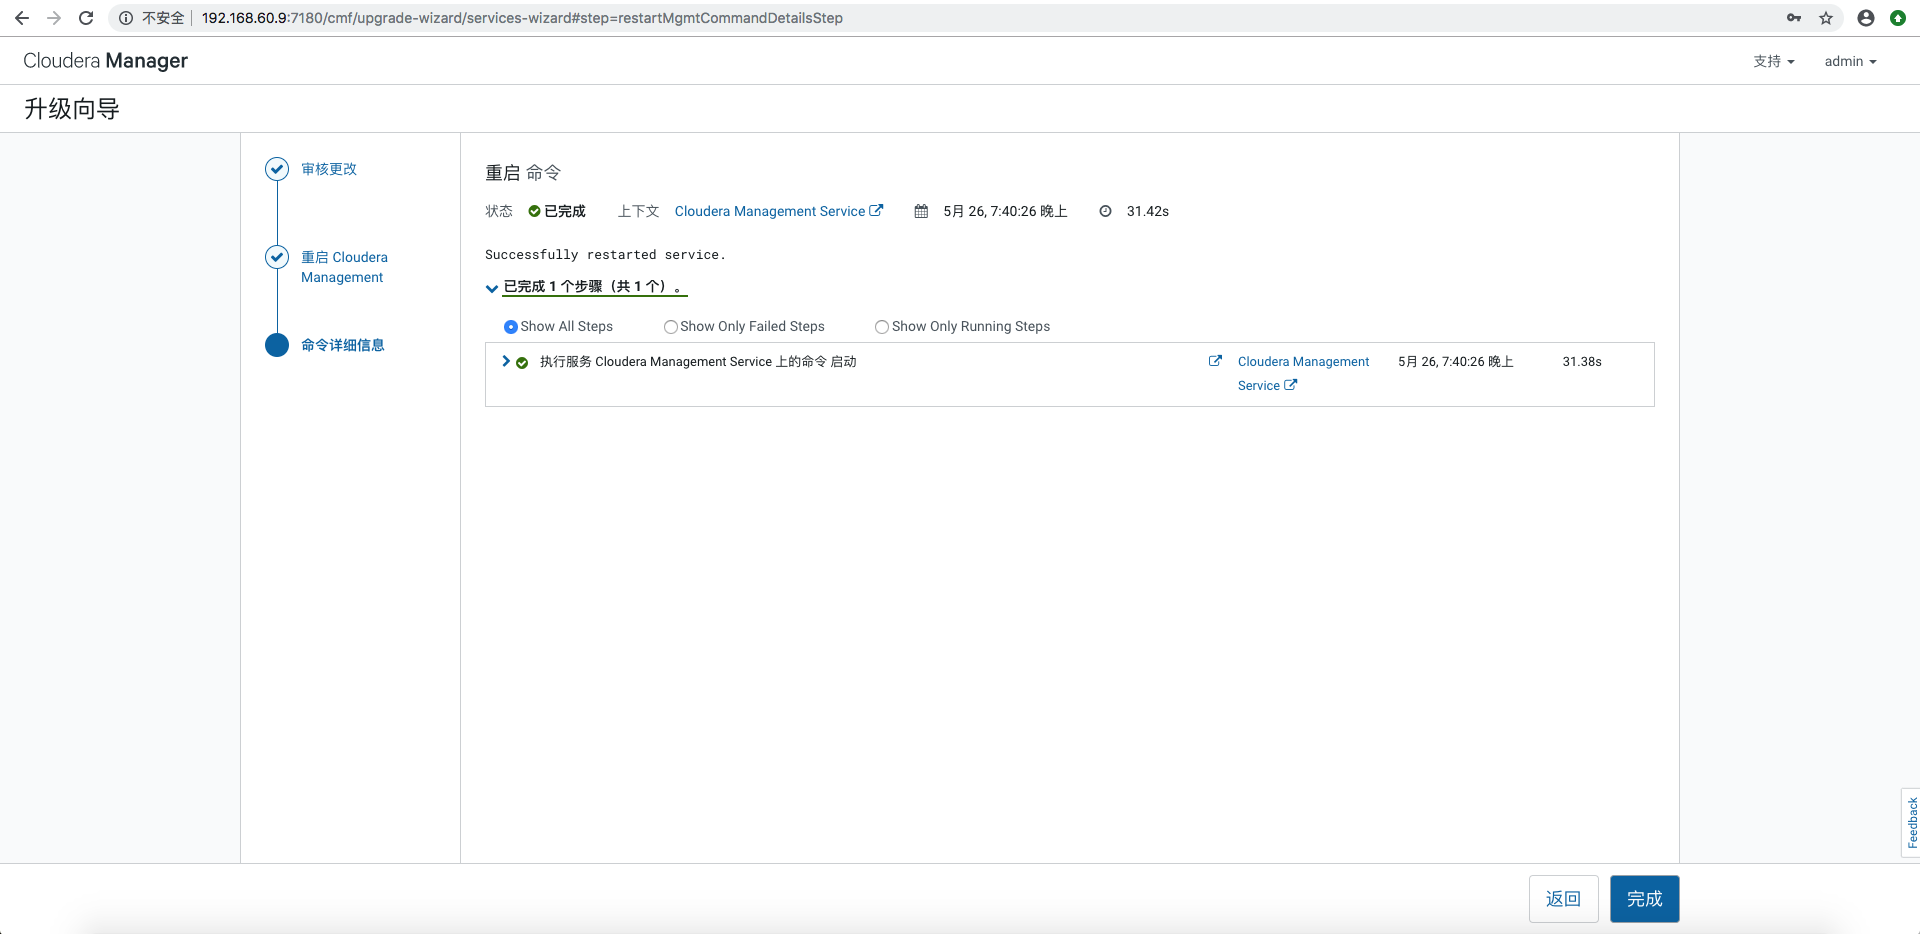 不安全 192.168.60.9:7180/cmf/upgrade-wizard/services-wizard#step=restartMgmtCommandDetailsStep
Cloudera Manager 支持 admin
升级向导
审核更改
重启 Cloudera
Management
命令详细信息
重启 命令
状态 已完成 上下文 Cloudera Management Service 5月 26, 7:40:26 晚上 31.42s
Successfully restarted service.
已完成 1 个步骤（共 1 个）。
Show All Steps Show Only Failed Steps Show Only Running Steps
执行服务 Cloudera Management Service 上的命令 启动 Cloudera Management 5月 26, 7:40:26 晚上 31.38s
Service
Feedback
返回 完成